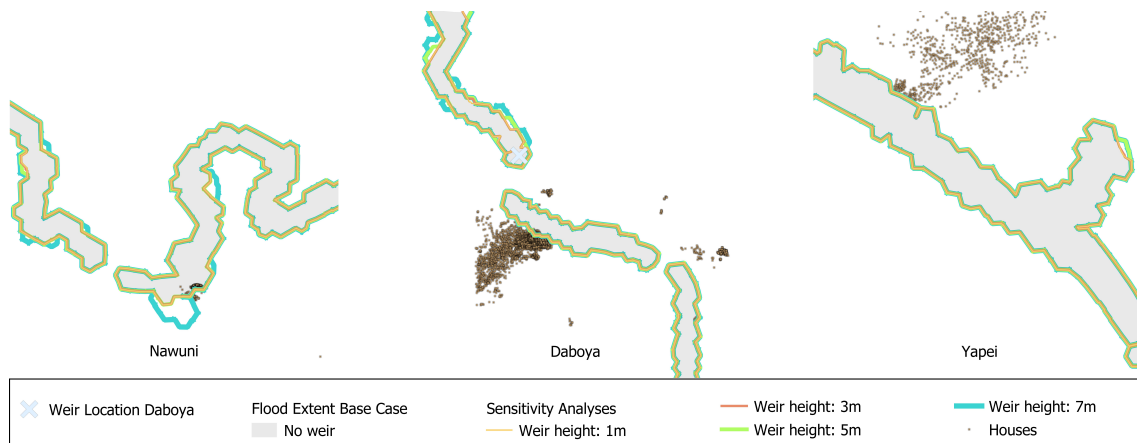 Nawuni
Daboya
Yapei
Weir Location Daboya
Flood Extent Base Case
No weir
Sensitivity Analyses
Weir height: 1m
Weir height: 3m
Weir height: 5m
Weir height: 7m
Houses